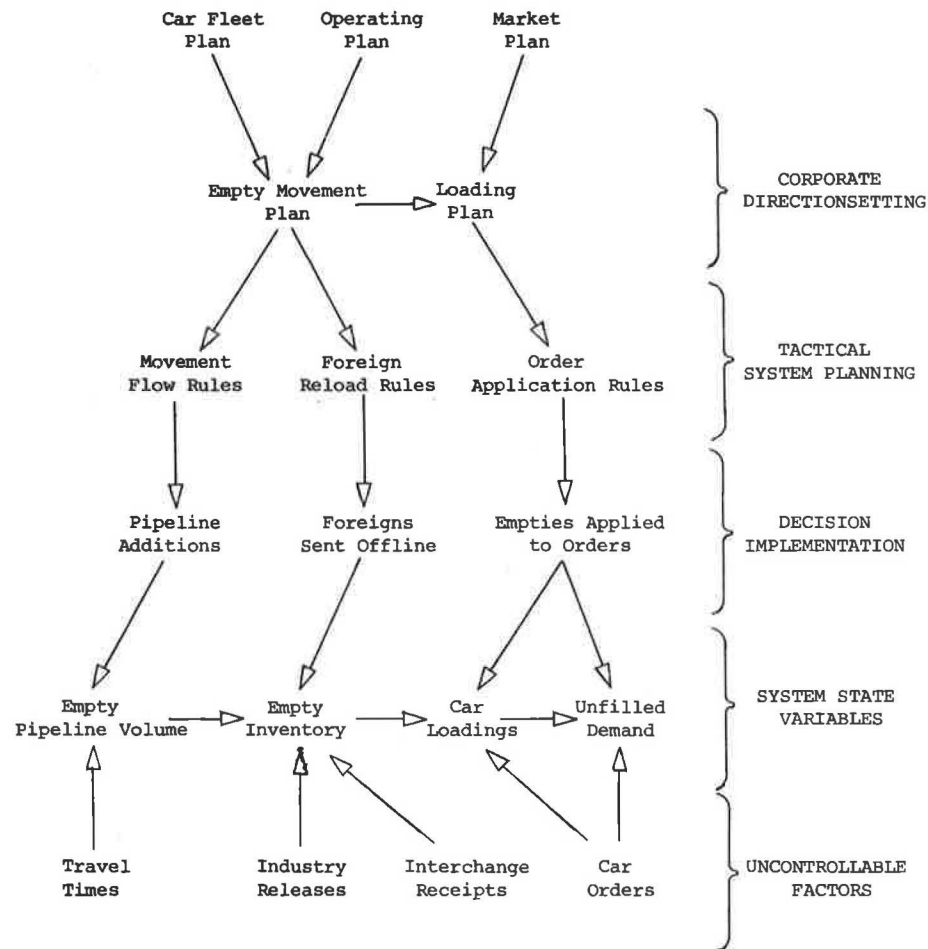 Car Fleet
Plan
Operating
Plan
Market
Plan
Empty Movement
Plan
Loading
Plan
CORPORATE
DIRECTIONSETTING
Movement
Flow Rules
Foreign
Reload Rules
Order
Application Rules
TACTICAL
SYSTEM PLANNING
Pipeline
Additions
Foreigns
Sent Offline
Empties Applied
to Orders
DECISION
IMPLEMENTATION
Empty
Pipeline Volume
Empty
Inventory
Car
Loadings
Unfilled
Demand
SYSTEM STATE
VARIABLES
Travel
Times
Industry
Releases
Interchange
Receipts
Car
Orders
UNCONTROLLABLE
FACTORS